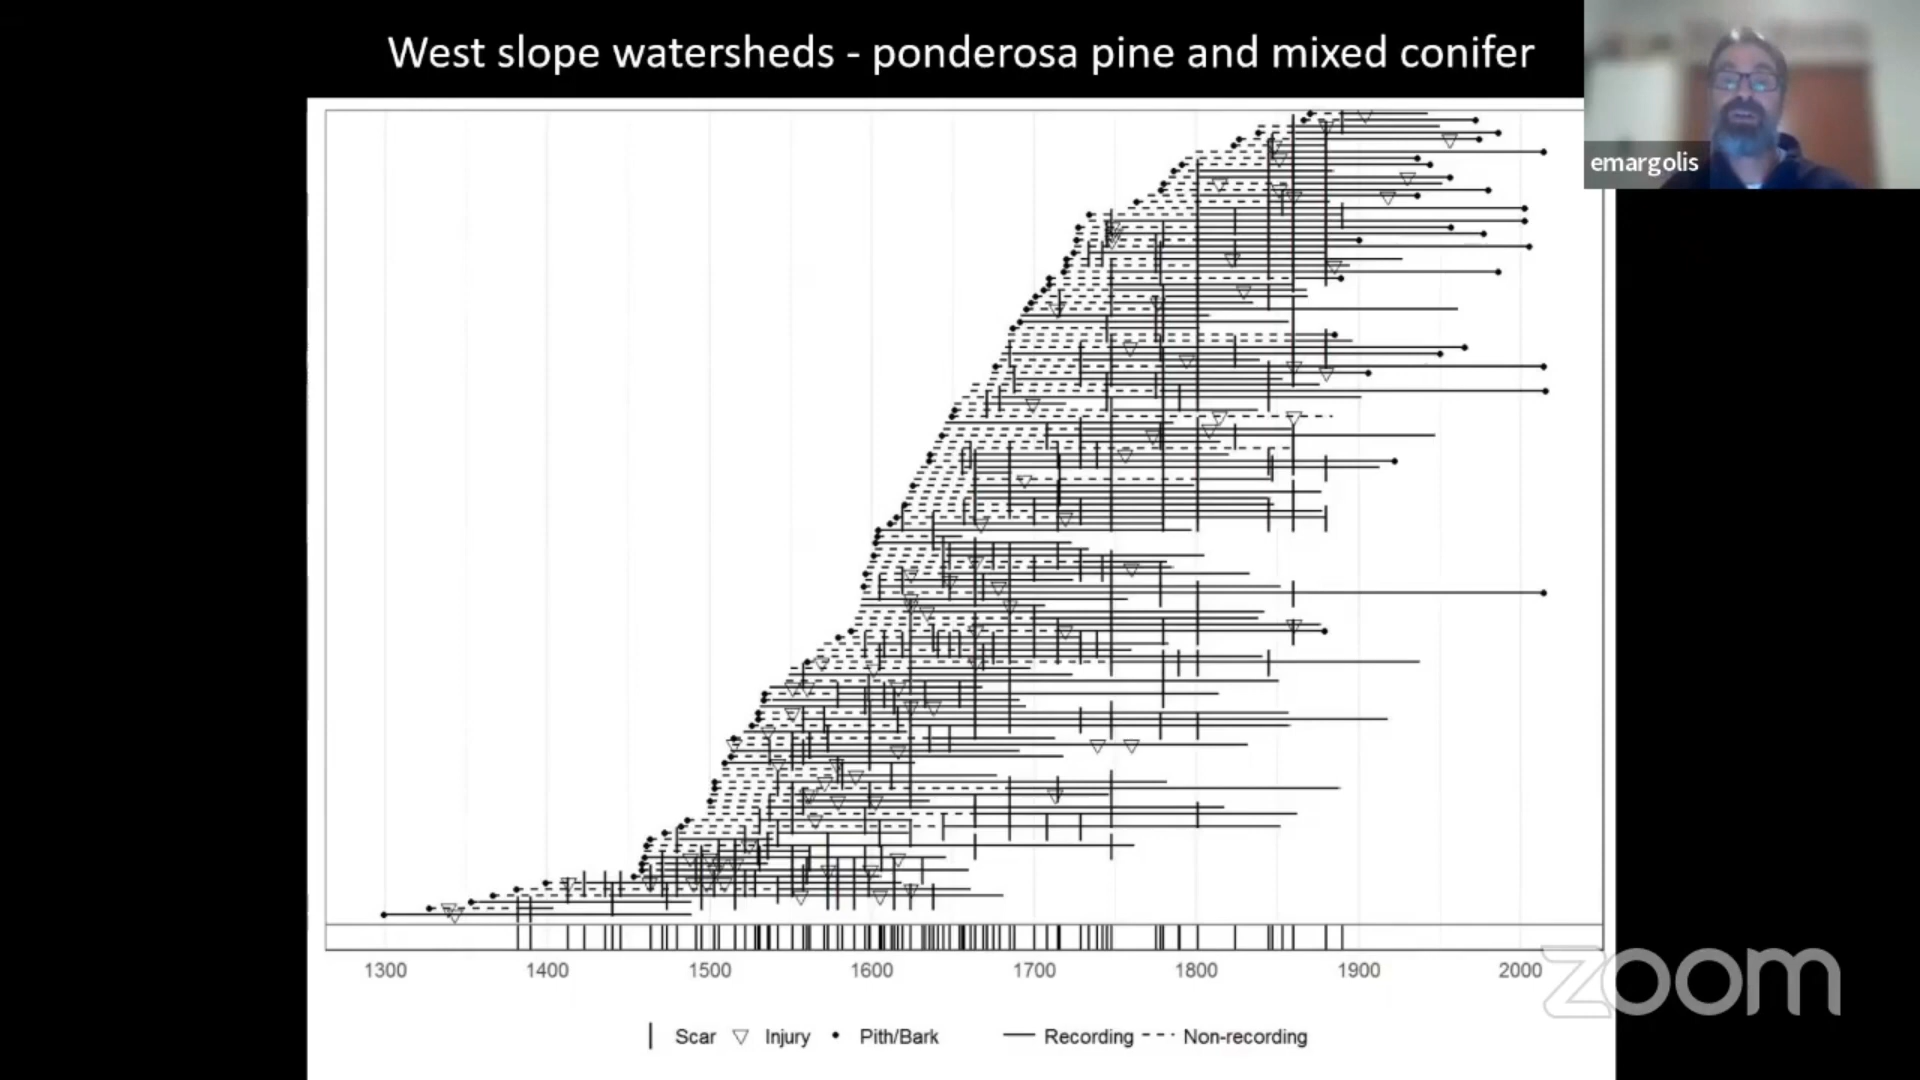 West slope watersheds - ponderosa pine and mixed conifer
emargolis
1300 1400 1500 1600 1700 1800 1900 2000
zoom
Scar Injury Pith/Bark Recording Non-recording